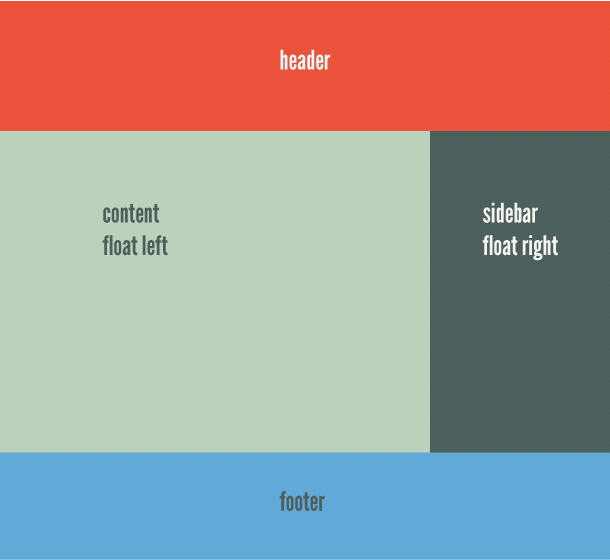 header
content
float left
sidebar
float right
footer